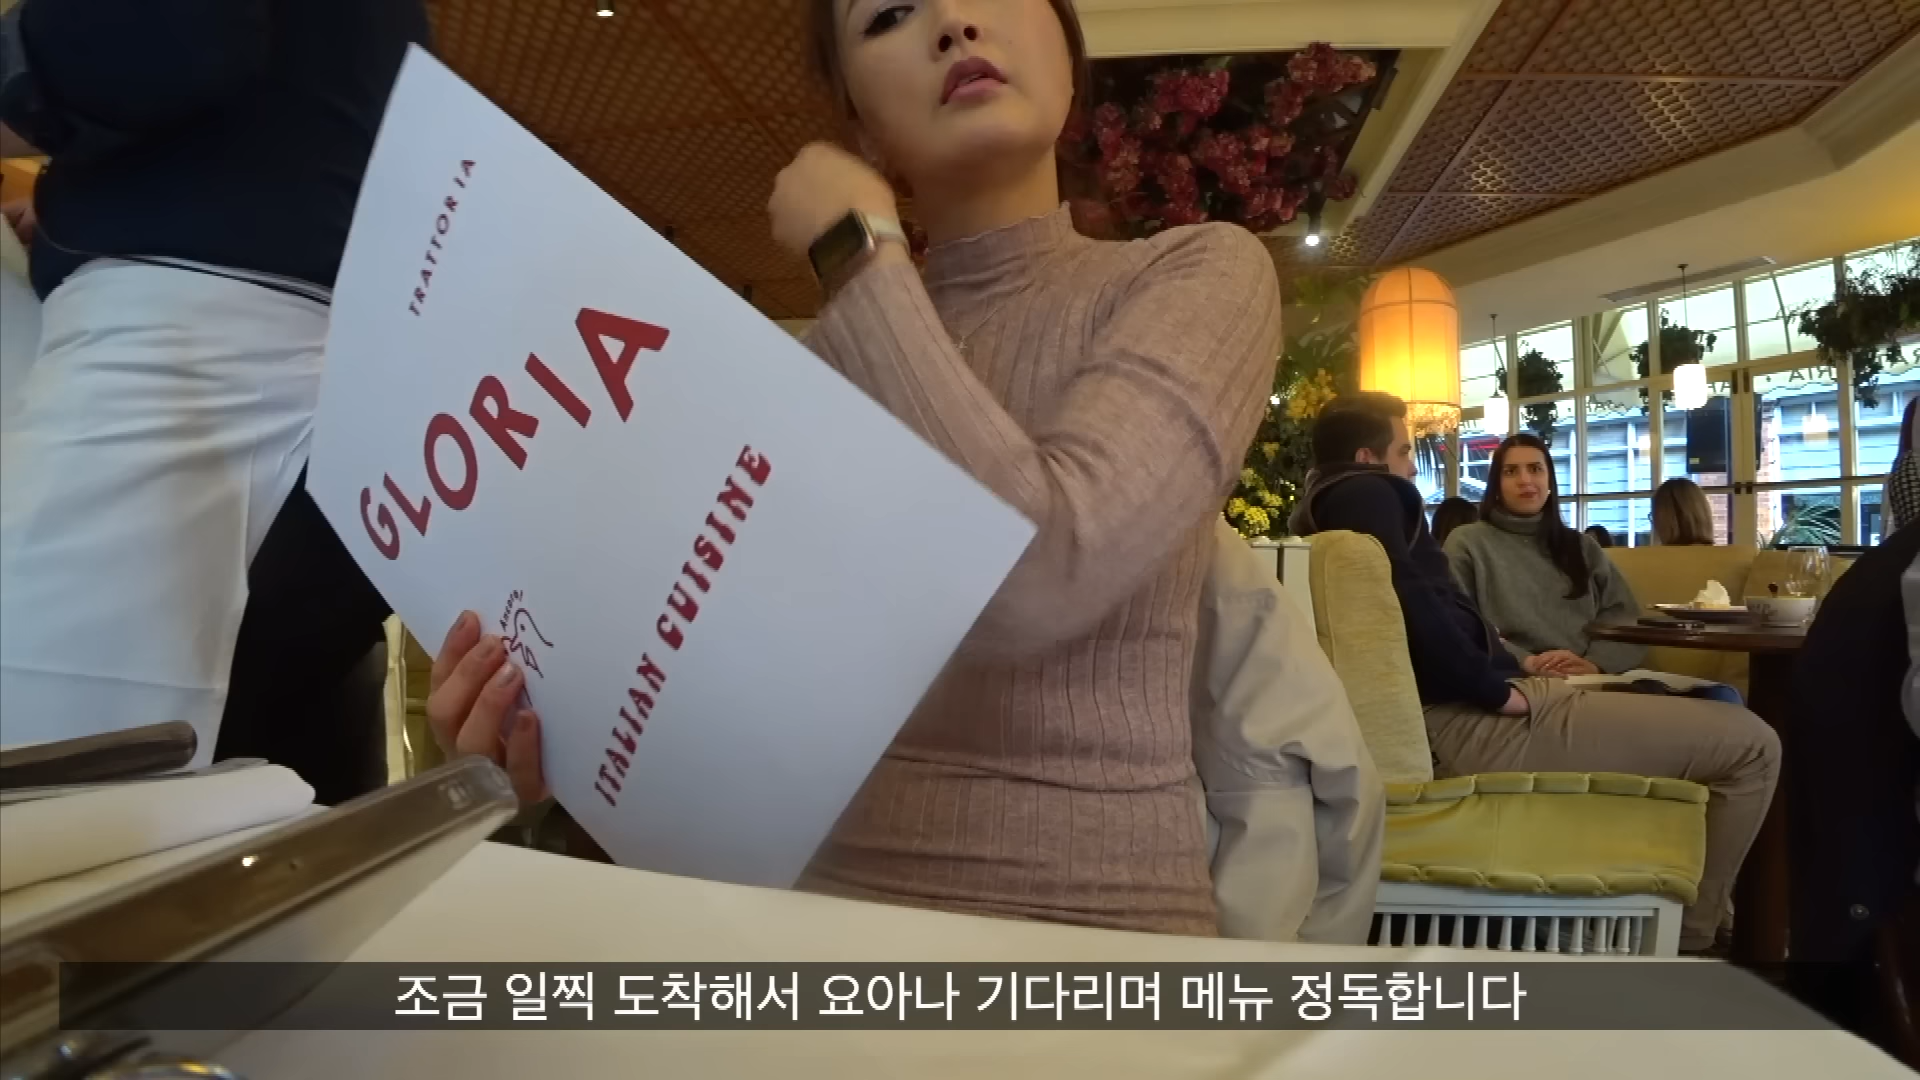 TRATTORIA
GLORIA
Ancora!
ITALIAN CUISINE
조금 일찍 도착해서 요아나 기다리며 메뉴 정독합니다